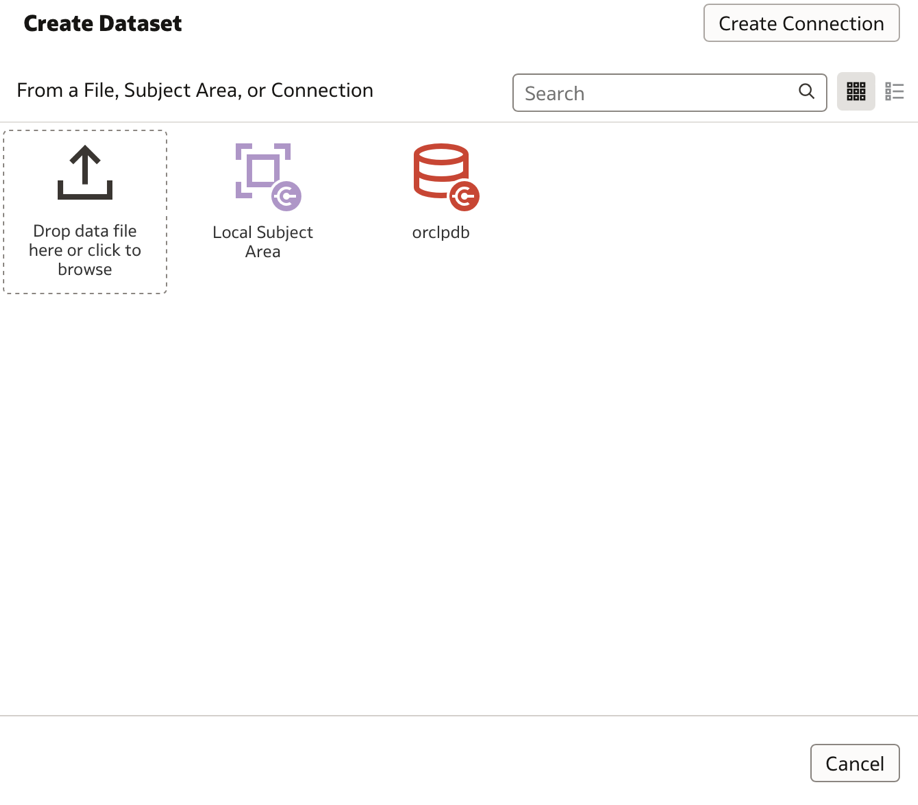 Create Dataset
Create Connection
From a File, Subject Area, or Connection
Search
Drop data file
here or click to
browse
Local Subject
Area
orclpdb
Cancel